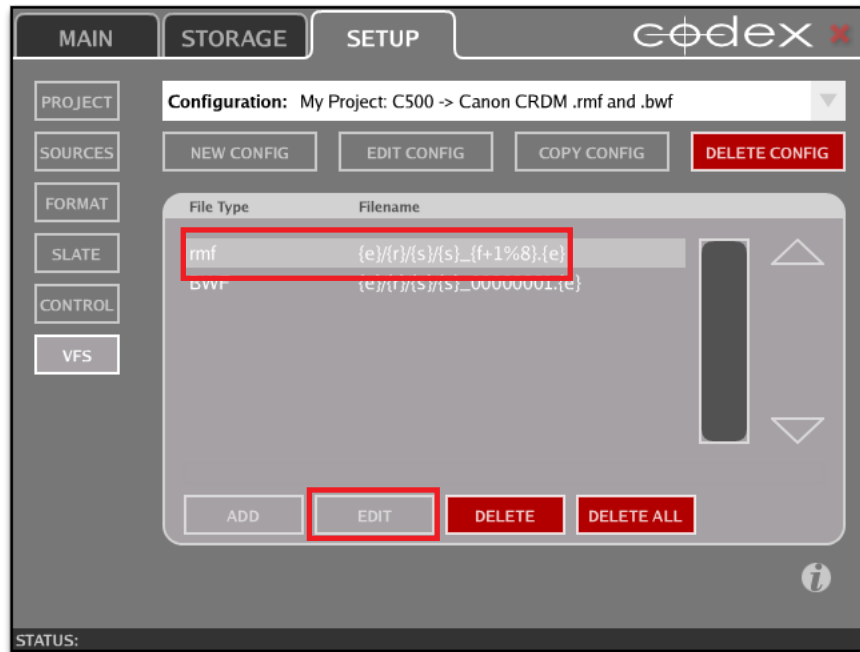 MAIN STORAGE SETUP codex
PROJECT
Configuration: My Project: C500 -> Canon CRDM .rmf and .bwf
SOURCES
NEW CONFIG EDIT CONFIG COPY CONFIG DELETE CONFIG
FORMAT
File Type Filename
SLATE
rmf {e}/{r}/{s}/{s}_{f+1%8}.{e}
BWF {e}/{r}/{s}/{s}_00000001.{e}
CONTROL
VFS
ADD EDIT DELETE DELETE ALL
i
STATUS: